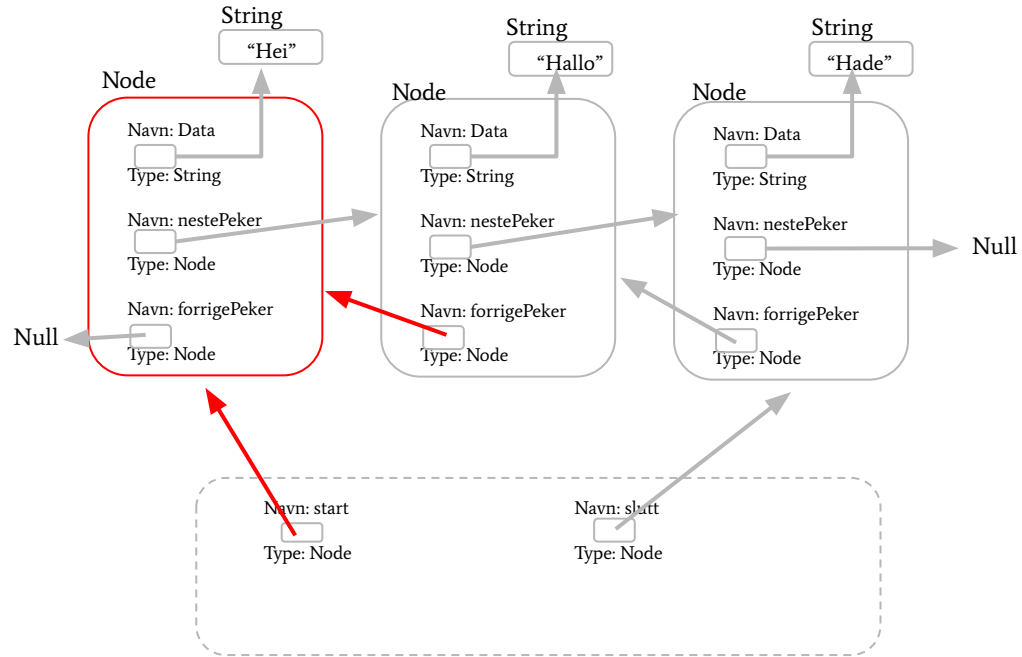 String
“Hei”
Node
Navn: Data
Type: String
Navn: nestePeker
Type: Node
Navn: forrigePeker
Type: Node
Null
String
“Hallo”
Node
Navn: Data
Type: String
Navn: nestePeker
Type: Node
Navn: forrigePeker
Type: Node
String
“Hade”
Node
Navn: Data
Type: String
Navn: nestePeker
Type: Node
Navn: forrigePeker
Type: Node
Null
Navn: start
Type: Node
Navn: slutt
Type: Node